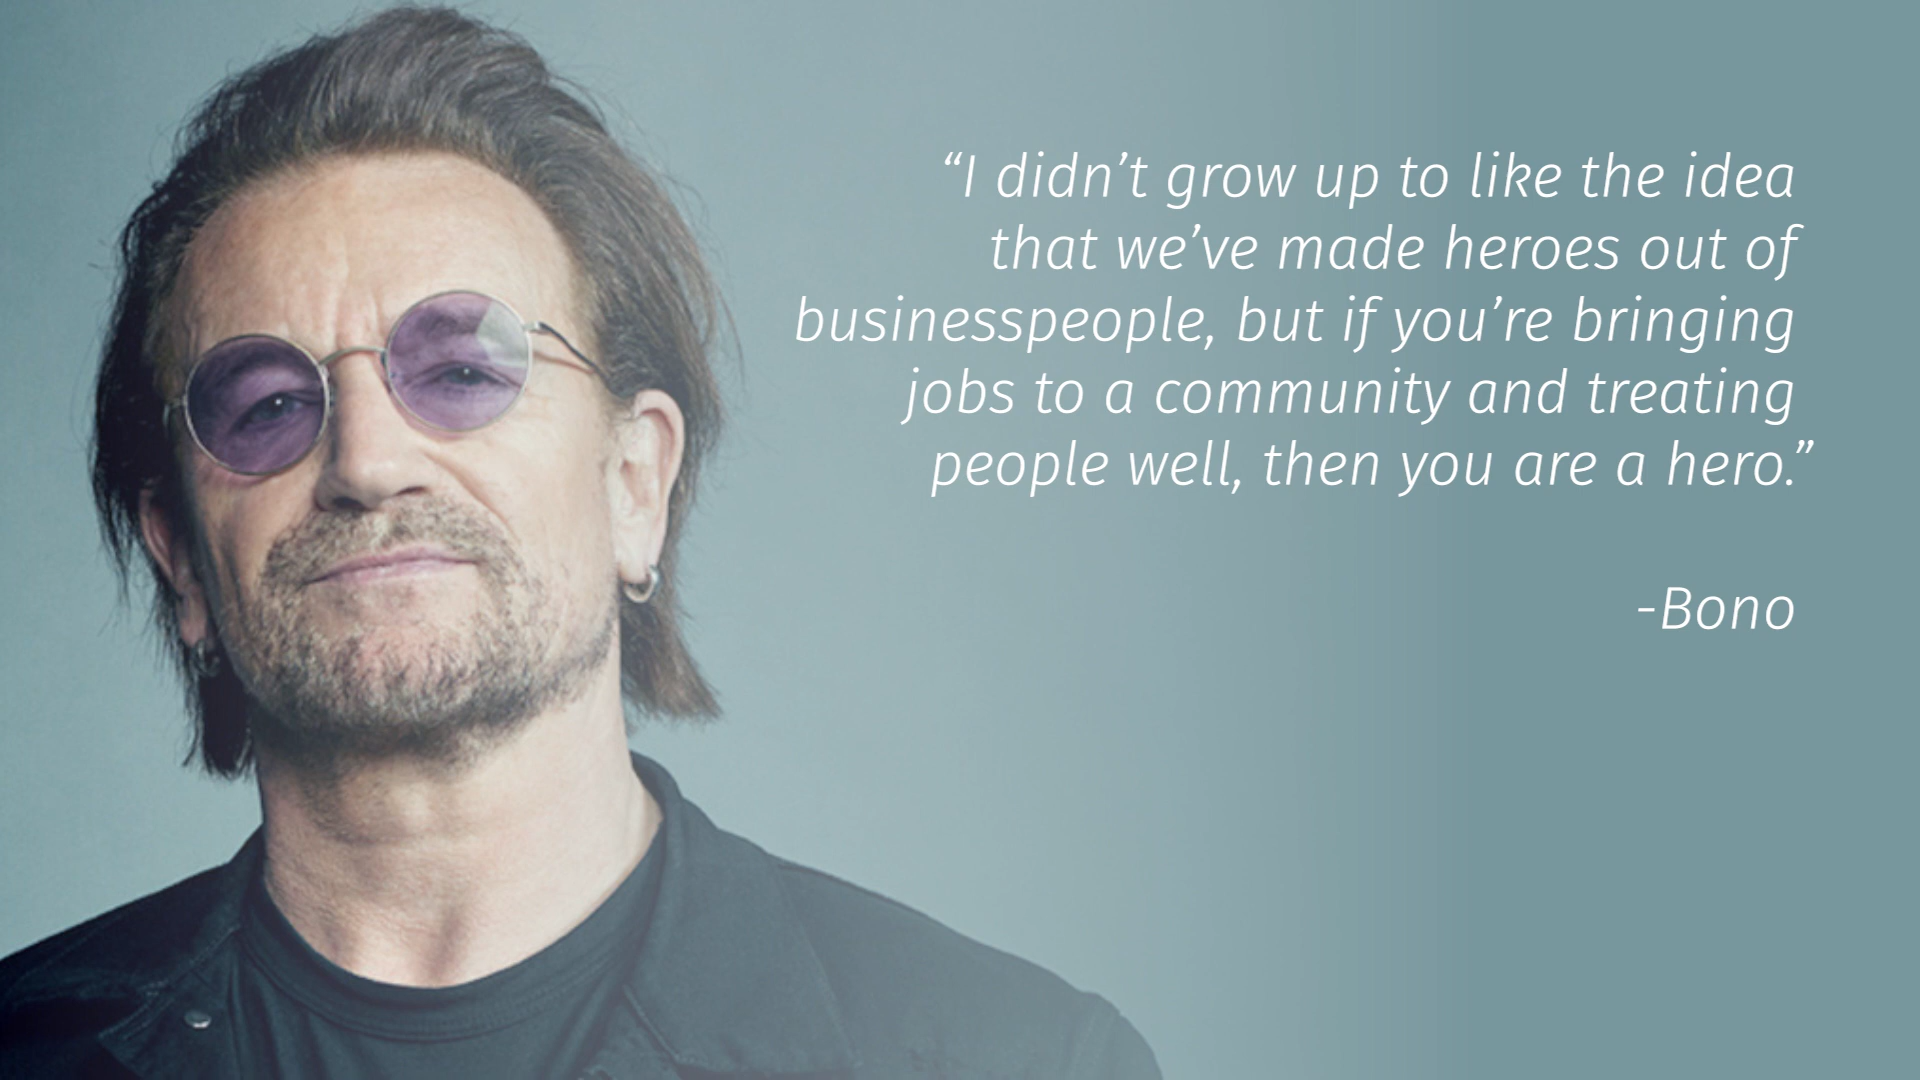 “I didn’t grow up to like the idea
that we’ve made heroes out of
businesspeople, but if you’re bringing
jobs to a community and treating
people well, then you are a hero.”
-Bono